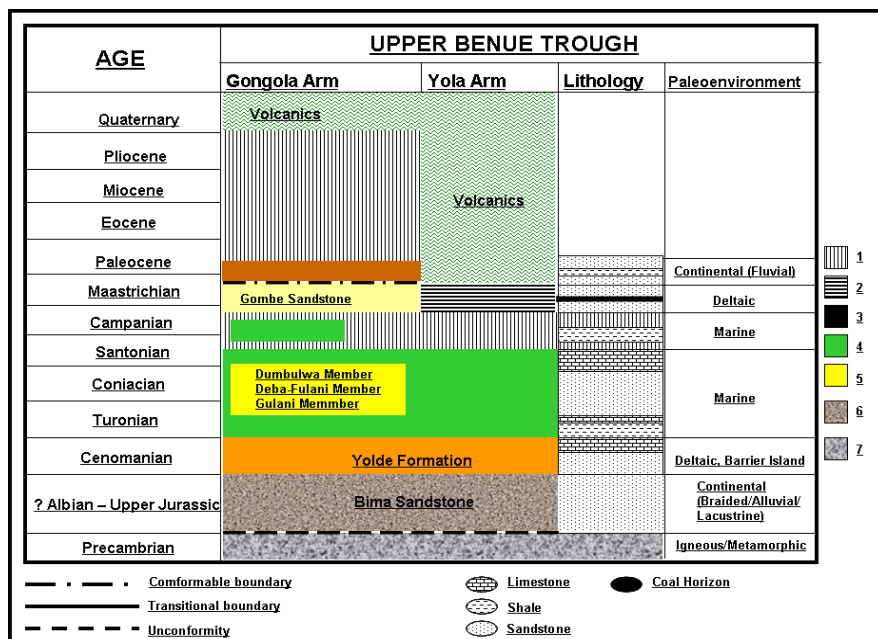 AGE
UPPER BENUE TROUGH
Gongola Arm
Yola Arm
Lithology
Paleoenvironment
Quaternary
Volcanics
Pliocene
Miocene
Volcanics
Eocene
Paleocene
Continental (Fluvial)
1
Maastrichian
Gombe Sandstone
Deltaic
2
Campanian
Marine
3
Santonian
4
Coniacian
Dumbulwa Member
Deba-Fulani Member
Gulani Memmber
Marine
5
Turonian
6
Cenomanian
Yolde Formation
Deltaic, Barrier Island
7
? Albian – Upper Jurassic
Bima Sandstone
Continental
(Braided/Alluvial/
Lacustrine)
Precambrian
Igneous/Metamorphic
Comformable boundary
Limestone
Coal Horizon
Transitional boundary
Shale
Unconformity
Sandstone